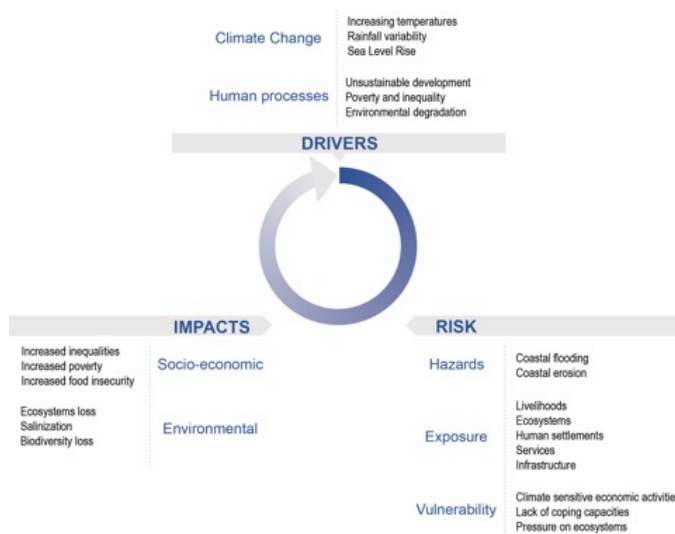 Climate Change
Increasing temperatures
Rainfall variability
Sea Level Rise
Human processes
Unsustainable development
Poverty and inequality
Environmental degradation
DRIVERS
IMPACTS
Increased inequalities
Increased poverty
Increased food insecurity
Socio-economic
Ecosystems loss
Salinization
Biodiversity loss
Environmental
RISK
Hazards
Coastal flooding
Coastal erosion
Exposure
Livelihoods
Ecosystems
Human settlements
Services
Infrastructure
Vulnerability
Climate sensitive economic activitie
Lack of coping capacities
Pressure on ecosystems